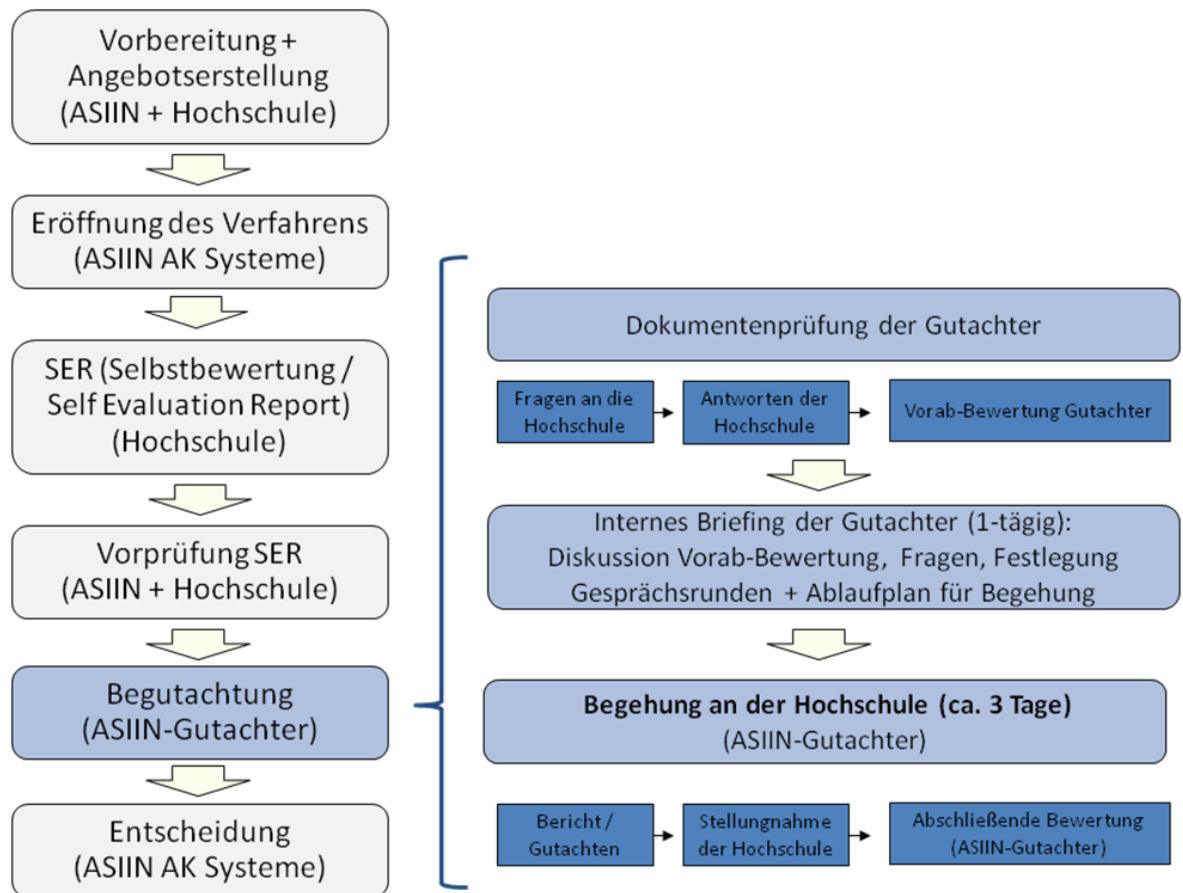 Vorbereitung +
Angebotserstellung
(ASIIN + Hochschule)
Eröffnung des Verfahrens
(ASIIN AK Systeme)
SER (Selbstbewertung /
Self Evaluation Report)
(Hochschule)
Vorprüfung SER
(ASIIN + Hochschule)
Begutachtung
(ASIIN-Gutachter)
Entscheidung
(ASIIN AK Systeme)
Dokumentenprüfung der Gutachter
Fragen an die
Hochschule
Antworten der
Hochschule
Vorab-Bewertung Gutachter
Internes Briefing der Gutachter (1-tägig):
Diskussion Vorab-Bewertung, Fragen, Festlegung
Gesprächsrunden + Ablaufplan für Begehung
Begehung an der Hochschule (ca. 3 Tage)
(ASIIN-Gutachter)
Bericht /
Gutachten
Stellungnahme
der Hochschule
Abschließende Bewertung
(ASIIN-Gutachter)